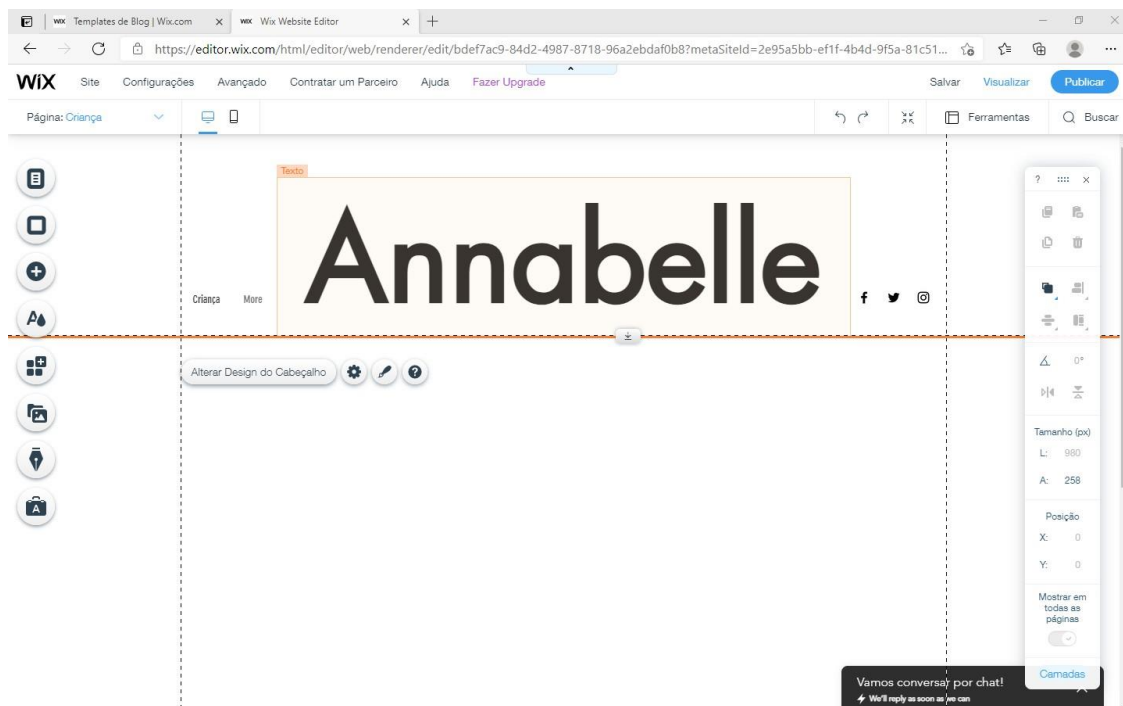 WIX Templates de Blog | Wix.com
WIX Wix Website Editor
https://editor.wix.com/html/editor/web/renderer/edit/bdef7ac9-84d2-4987-8718-96a2ebdaf0b8?metaSiteId=2e95a5bb-ef1f-4b4d-9f5a-81c51...
WiX Site Configurações Avançado Contratar um Parceiro Ajuda Fazer Upgrade Salvar Visualizar Publicar
Página: Criança Ferramentas Buscar
Texto
Annabelle
Criança More
Alterar Design do Cabeçalho
?
0°
Tamanho (px)
L: 980
A: 258
Posição
X: 0
Y: 0
Mostrar em
todas as
páginas
Camadas
Vamos conversar por chat!
We'll reply as soon as we can